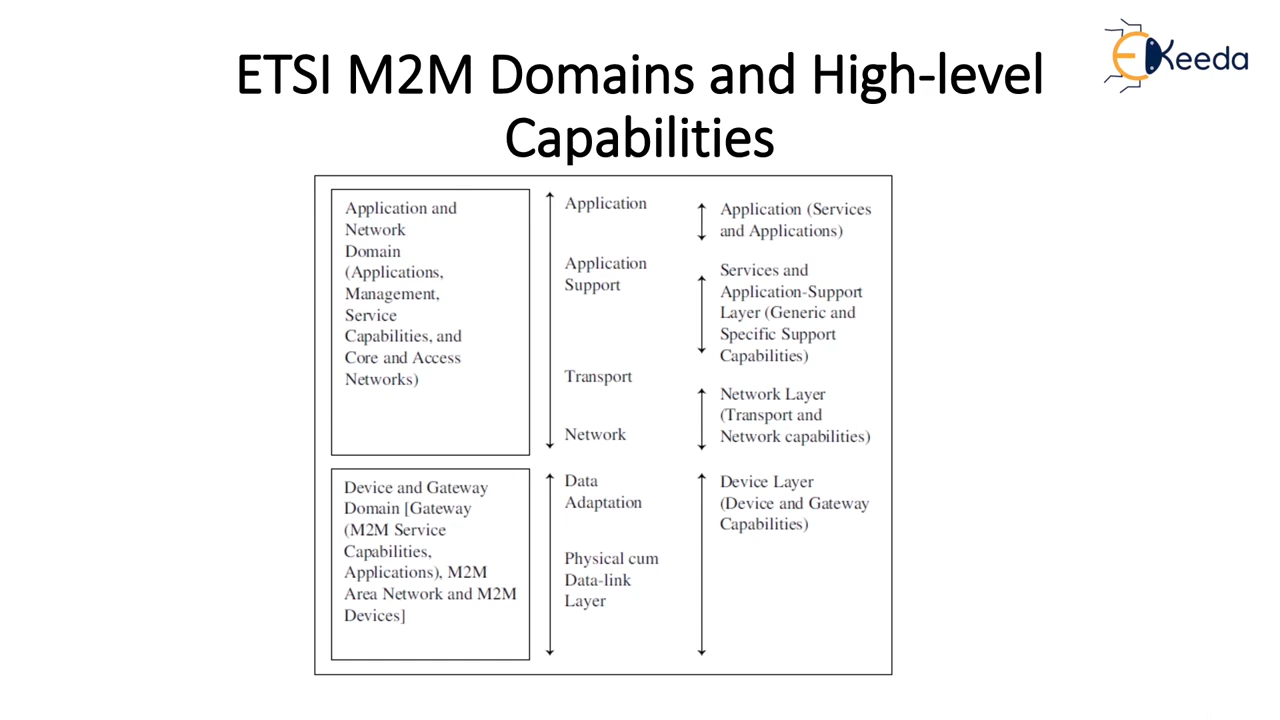 ETSI M2M Domains and High-level
Capabilities
EKeeda
Application and
Network
Domain
(Applications,
Management,
Service
Capabilities, and
Core and Access
Networks)
Device and Gateway
Domain [Gateway
(M2M Service
Capabilities,
Applications), M2M
Area Network and M2M
Devices]
Application
Application
Support
Transport
Network
Data
Adaptation
Physical cum
Data-link
Layer
Application (Services
and Applications)
Services and
Application-Support
Layer (Generic and
Specific Support
Capabilities)
Network Layer
(Transport and
Network capabilities)
Device Layer
(Device and Gateway
Capabilities)